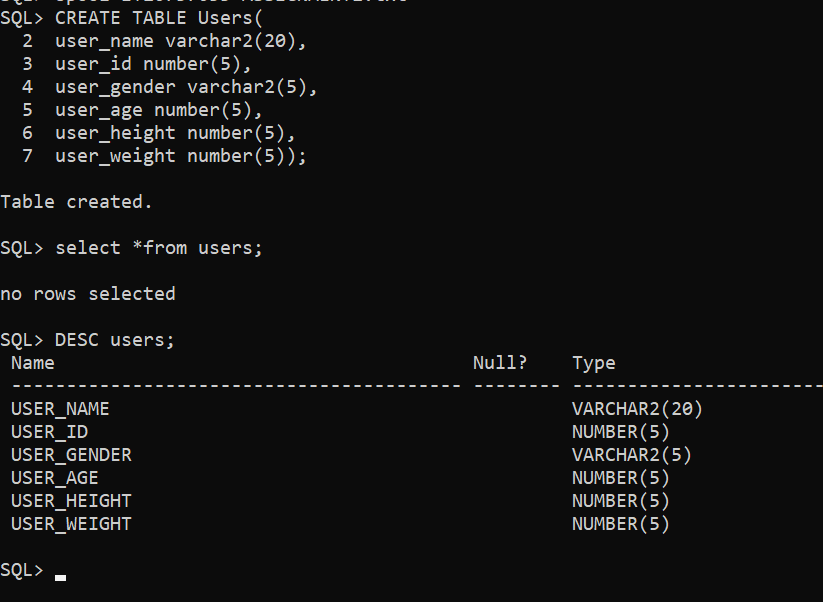 SQL> CREATE TABLE Users(
2 user_name varchar2(20),
3 user_id number(5),
4 user_gender varchar2(5),
5 user_age number(5),
6 user_height number(5),
7 user_weight number(5));
Table created.
SQL> select *from users;
no rows selected
SQL> DESC users;
Name Null? Type
----------------------------------------- -------- -----------------------
USER_NAME VARCHAR2(20)
USER_ID NUMBER(5)
USER_GENDER VARCHAR2(5)
USER_AGE NUMBER(5)
USER_HEIGHT NUMBER(5)
USER_WEIGHT NUMBER(5)
SQL>